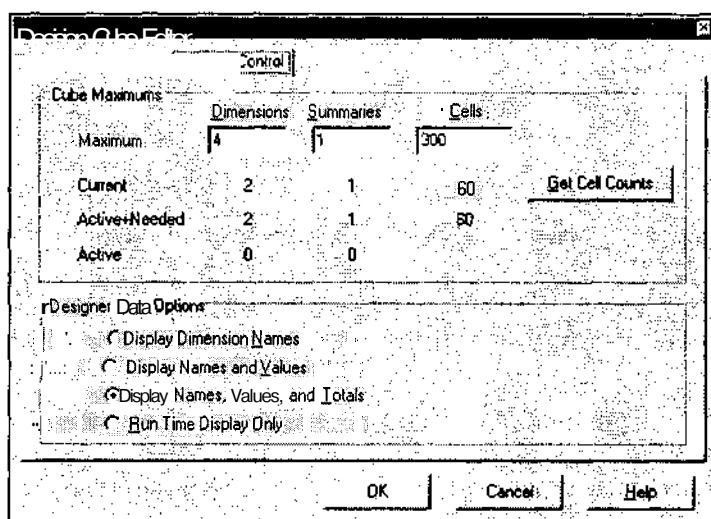 Decision Cube Editor
Control
Cube Maximums
Dimensions Summaries Cells
Maximum 4 1 300
Current 2 1 60 Get Cell Counts
Active+Needed 2 1 60
Active 0 0
Designer Data Options
Display Dimension Names
Display Names and Values
Display Names, Values, and Totals
Run Time Display Only
OK Cancel Help